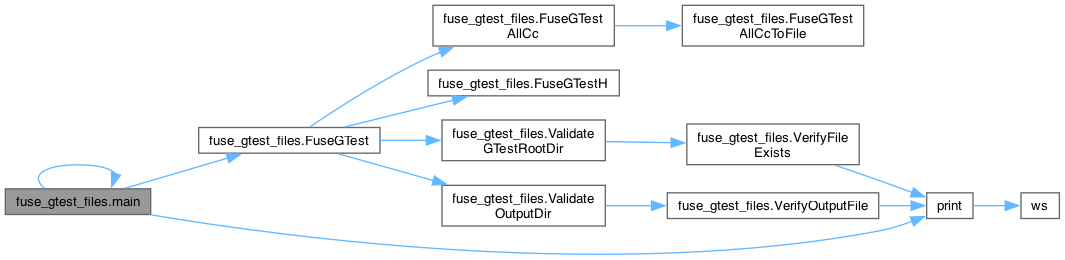 fuse_gtest_files.FuseGTest
AllCc
fuse_gtest_files.FuseGTest
AllCcToFile
fuse_gtest_files.FuseGTestH
fuse_gtest_files.FuseGTest
fuse_gtest_files.Validate
GTestRootDir
fuse_gtest_files.VerifyFile
Exists
fuse_gtest_files.main
fuse_gtest_files.Validate
OutputDir
fuse_gtest_files.VerifyOutputFile
print
ws